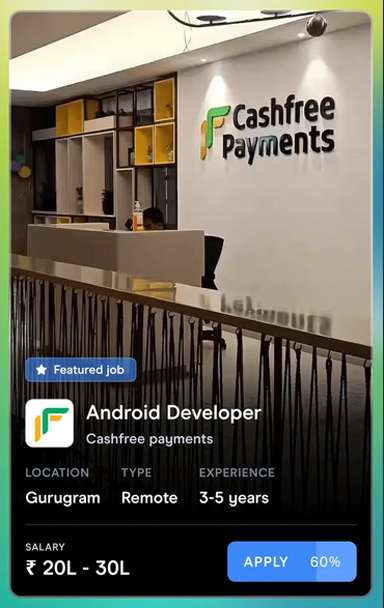 Cashfree
Payments
Featured job
Android Developer
Cashfree payments
LOCATION TYPE EXPERIENCE
Gurugram Remote 3-5 years
SALARY
₹ 20L - 30L
APPLY 60%